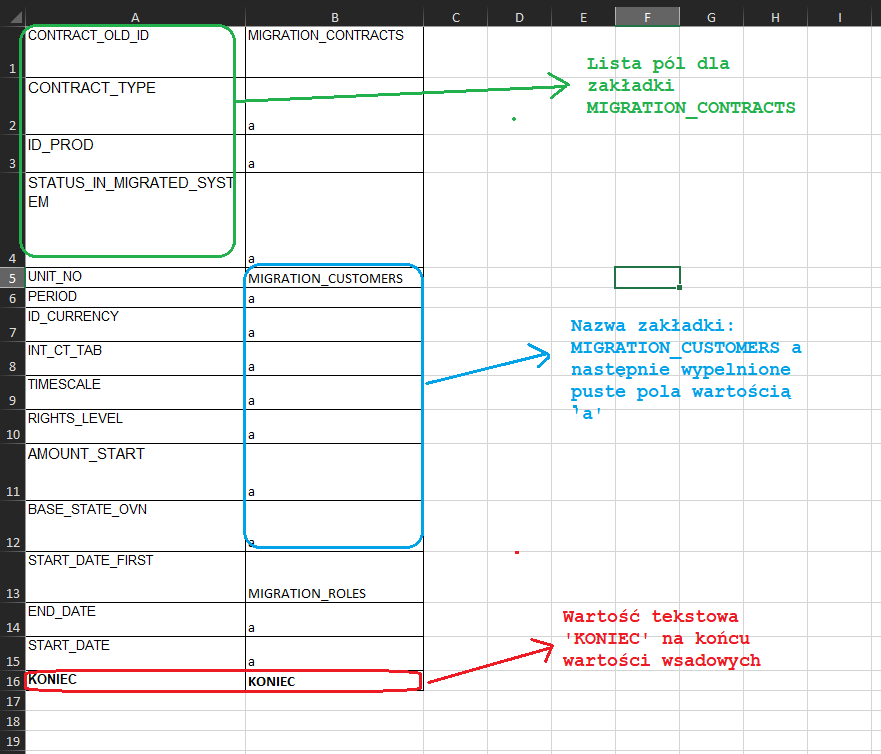 A B C D E F G H I
1 CONTRACT_OLD_ID MIGRATION_CONTRACTS
2 CONTRACT_TYPE a
3 ID_PROD a
4 STATUS_IN_MIGRATED_SYST
EM a
5 UNIT_NO MIGRATION_CUSTOMERS
6 PERIOD a
7 ID_CURRENCY a
8 INT_CT_TAB a
9 TIMESCALE a
10 RIGHTS_LEVEL a
11 AMOUNT_START a
12 BASE_STATE_OVN a
13 START_DATE_FIRST MIGRATION_ROLES
14 END_DATE a
15 START_DATE a
16 KONIEC KONIEC
17
18
19
Lista pól dla
zakładki
MIGRATION_CONTRACTS
Nazwa zakładki:
MIGRATION_CUSTOMERS a
następnie wypelnione
puste pola wartością
'a'
Wartość tekstowa
'KONIEC' na końcu
wartości wsadowych